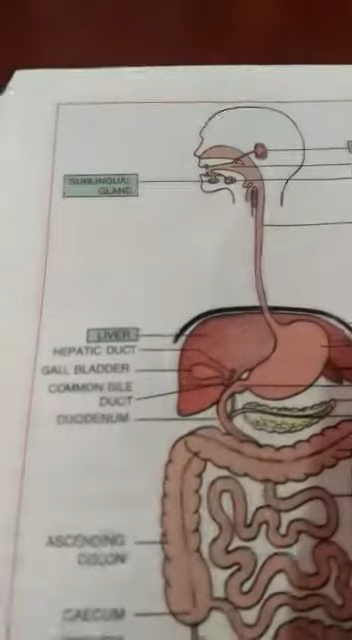 SUBLINGUAL
GLAND
LIVER
HEPATIC DUCT
GALL BLADDER
COMMON BILE
DUCT
DUODENUM
ASCENDING
COLON
CAECUM